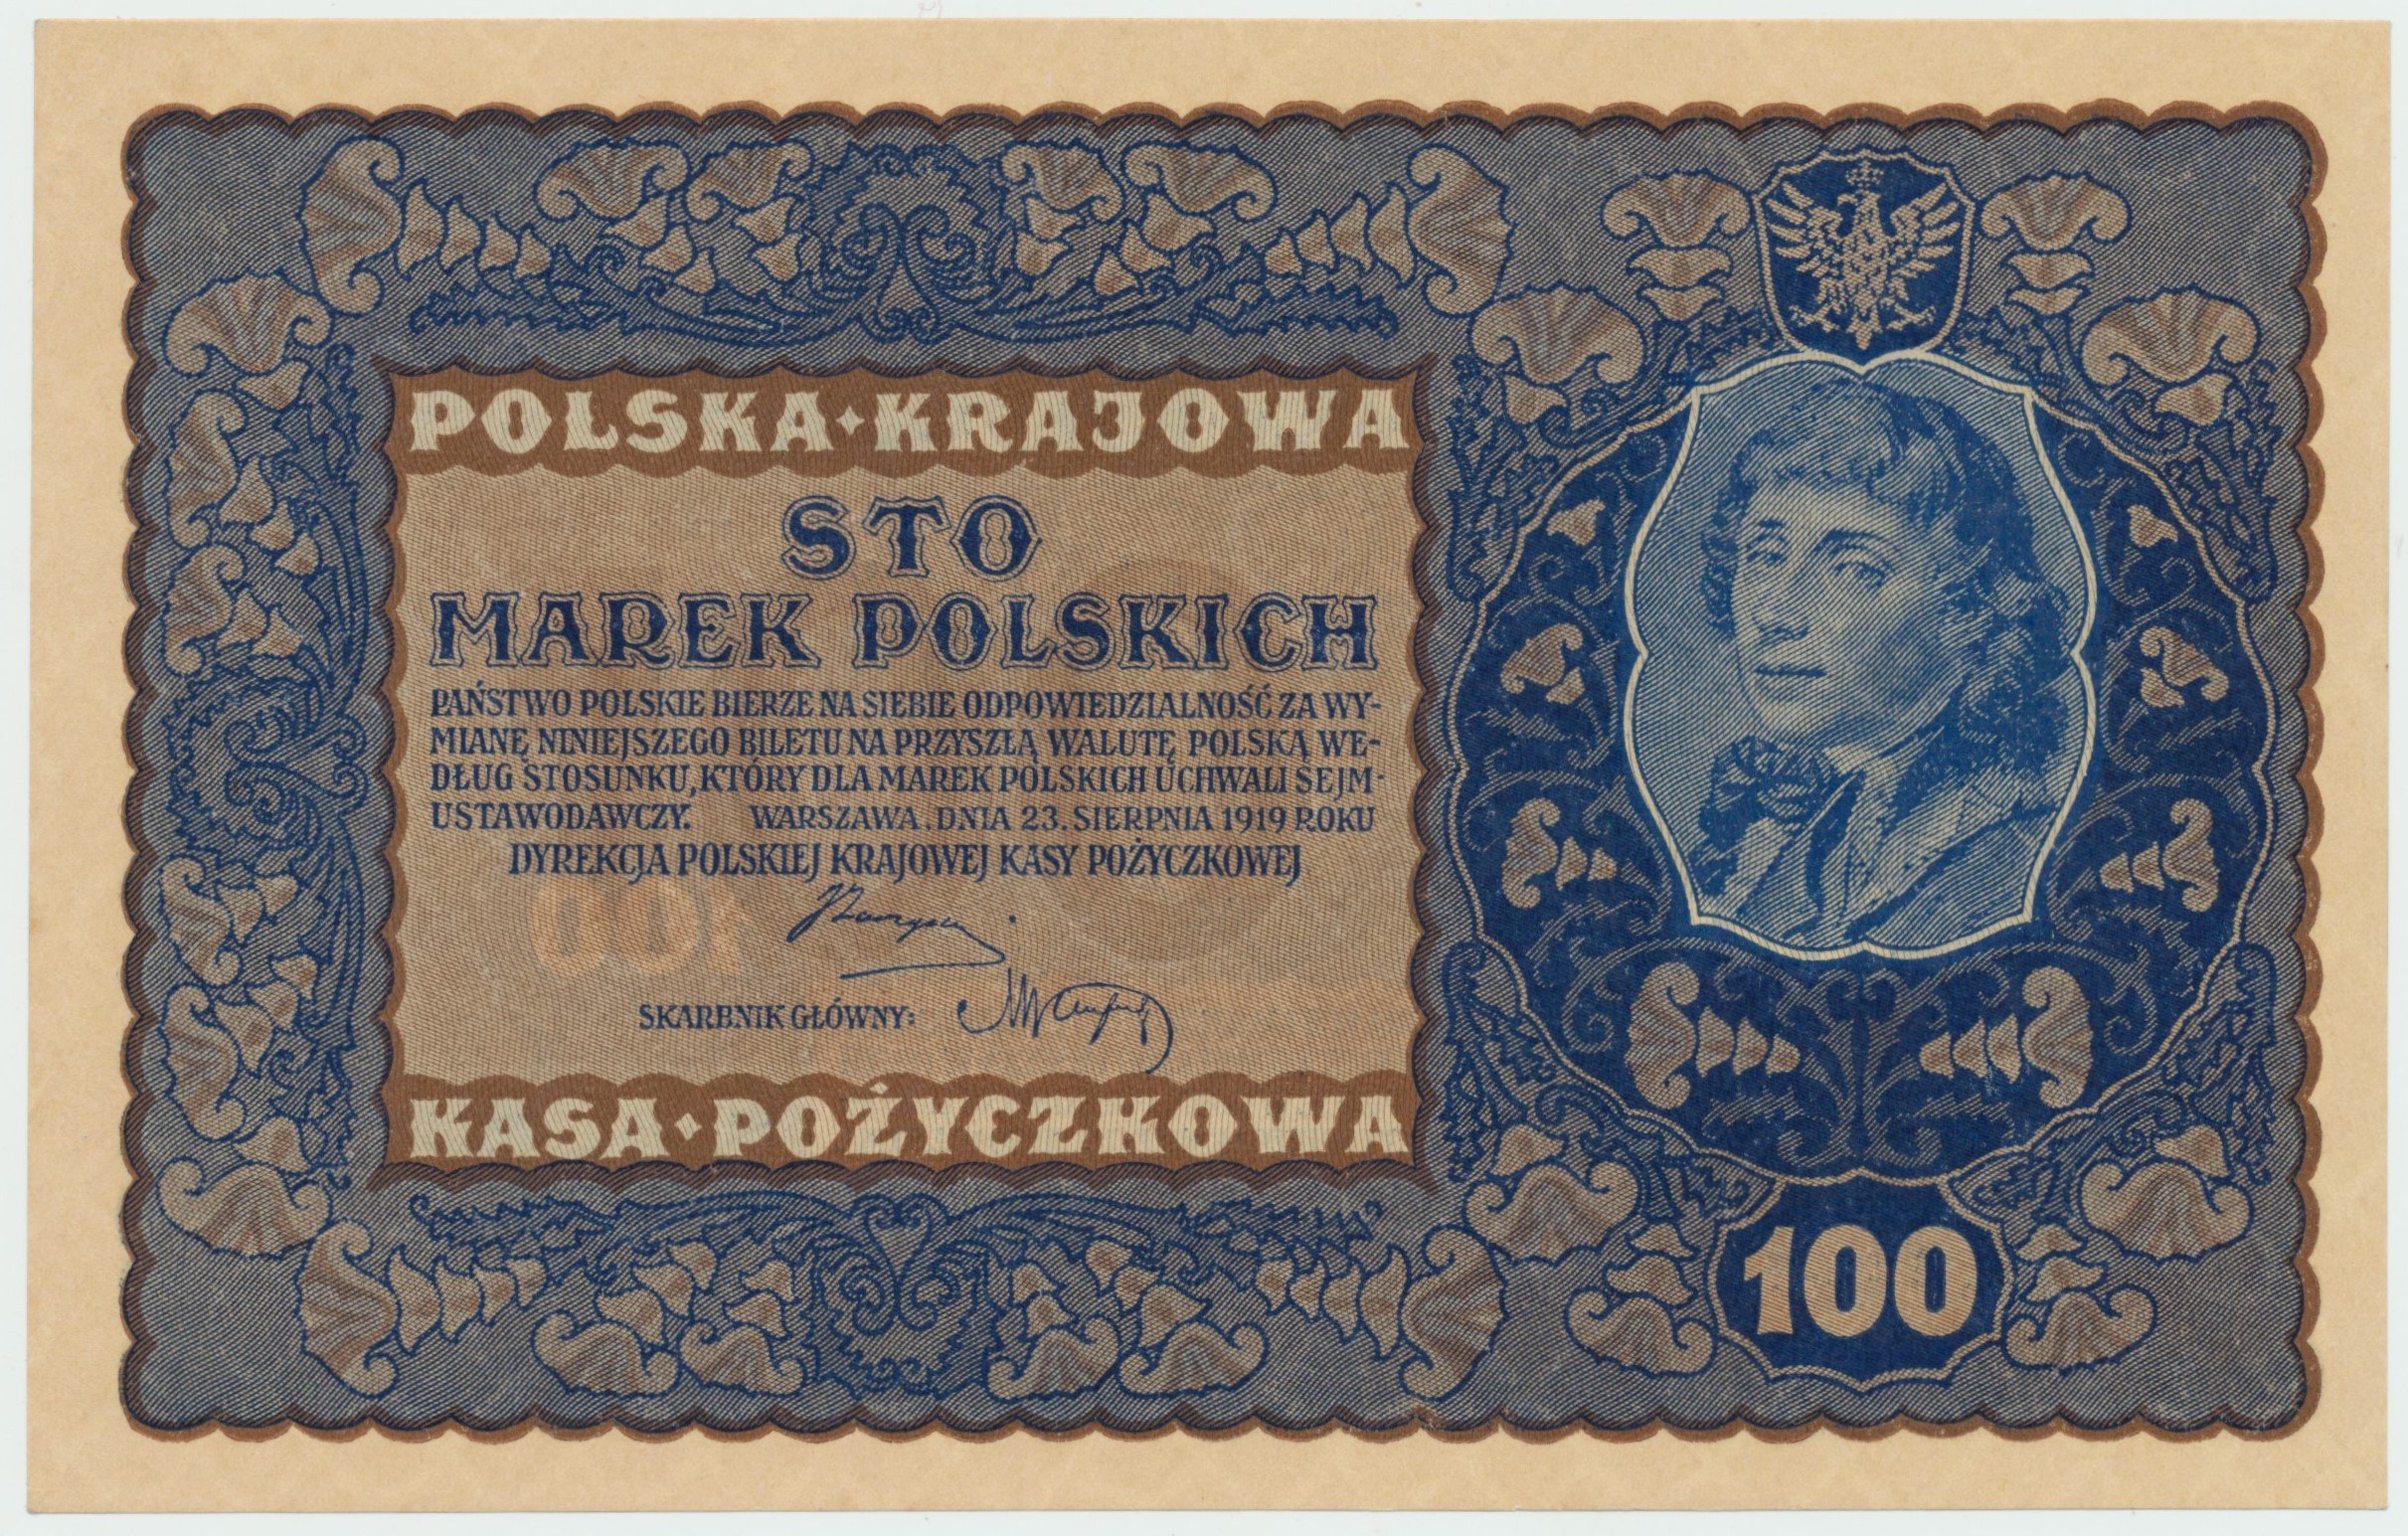 POLSKA·KRAJOWA
STO
MAREK POLSKICH
PAŃSTWO POLSKIE BIERZE NA SIEBIE ODPOWIEDZIALNOŚĆ ZA WY-
MIANĘ NINIEJSZEGO BILETU NA PRZYSZŁĄ WALUTĘ POLSKĄ WE-
DŁUG STOSUNKU, KTÓRY DLA MAREK POLSKICH UCHWALI SEJM-
USTAWODAWCZY. WARSZAWA, DNIA 23. SIERPNIA 1919 ROKU
DYREKCJA POLSKIEJ KRAJOWEJ KASY POŻYCZKOWEJ
SKARBNIK GŁÓWNY:
KASA·POŻYCZKOWA
100